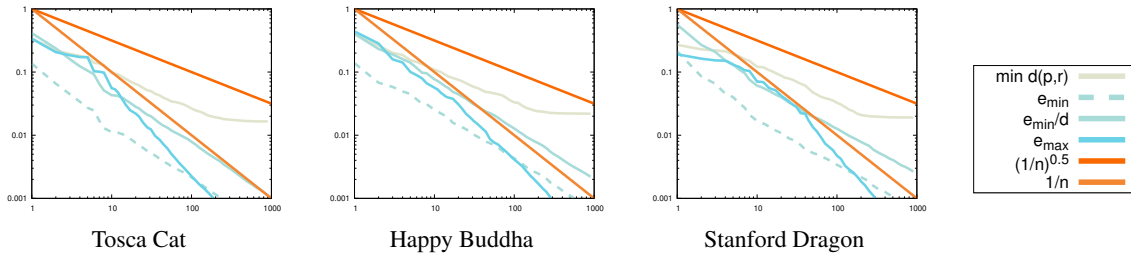 1
0.1
0.01
0.001
1
10
100
1000
Tosca Cat
1
0.1
0.01
0.001
1
10
100
1000
Happy Buddha
1
0.1
0.01
0.001
1
10
100
1000
Stanford Dragon
min d(p,r)
e_min
e_min/d
e_max
(1/n)^0.5
1/n